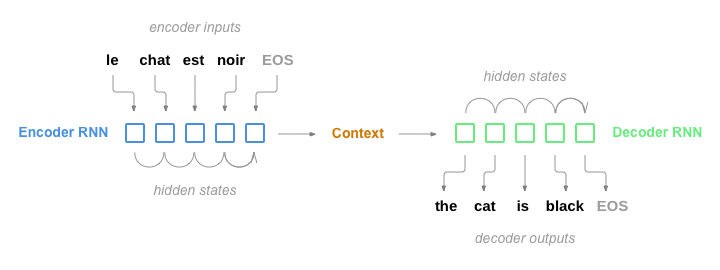 encoder inputs
le chat est noir EOS
hidden states
Encoder RNN
Context
Decoder RNN
hidden states
the cat is black EOS
decoder outputs